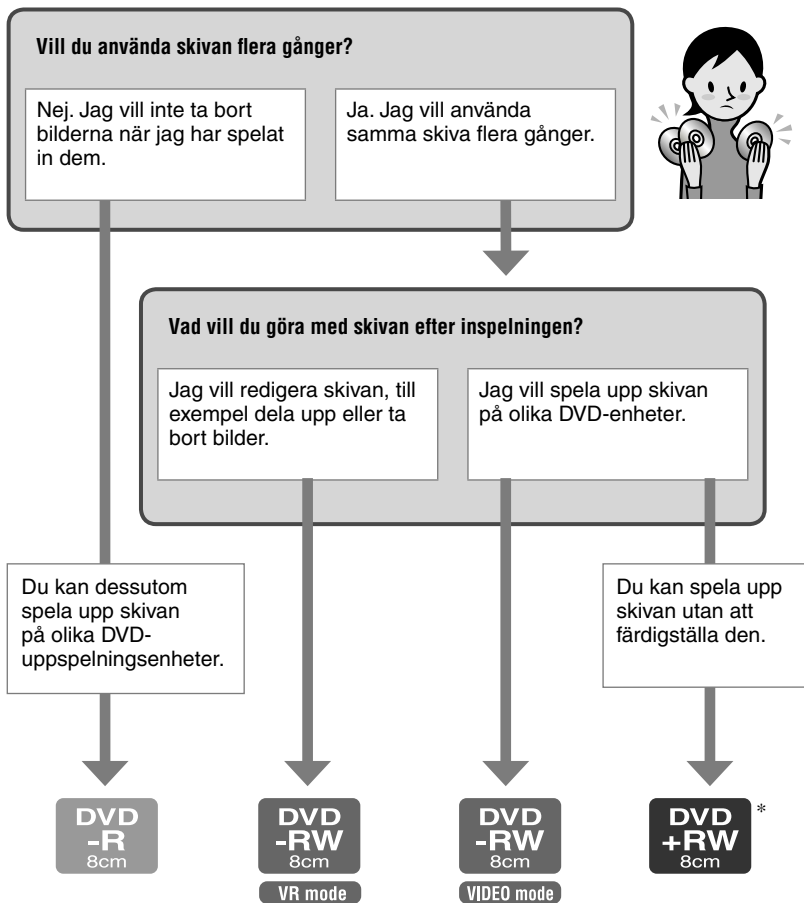 Vill du använda skivan flera gånger?
Nej. Jag vill inte ta bort
bilderna när jag har spelat
in dem.
Ja. Jag vill använda
samma skiva flera gånger.
Vad vill du göra med skivan efter inspelningen?
Jag vill redigera skivan, till
exempel dela upp eller ta
bort bilder.
Jag vill spela upp skivan
på olika DVD-enheter.
Du kan dessutom
spela upp skivan
på olika DVD-
uppspelningsenheter.
Du kan spela upp
skivan utan att
färdigställa den.
DVD
-R
8cm
DVD
-RW
8cm
VR mode
DVD
-RW
8cm
VIDEO mode
DVD
+RW
8cm
*